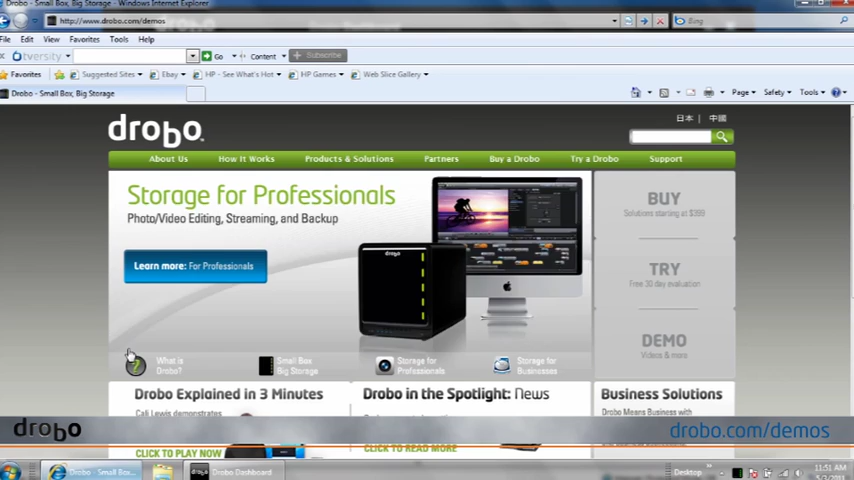 Drobo - Small Box, Big Storage - Windows Internet Explorer
http://www.drobo.com/demos
Bing
File Edit View Favorites Tools Help
tversity Go Content Subscribe
Favorites Suggested Sites Ebay HP - See What's Hot HP Games Web Slice Gallery
Drobo - Small Box, Big Storage
Page Safety Tools
日本 | 中國
drobo
About Us How It Works Products & Solutions Partners Buy a Drobo Try a Drobo Support
Storage for Professionals
Photo/Video Editing, Streaming, and Backup
Learn more: For Professionals
drobo
BUY
Solutions starting at $399
TRY
Free 30 day evaluation
DEMO
Videos & more
What is
Drobo?
Small Box
Big Storage
Storage for
Professionals
Storage for
Businesses
Drobo Explained in 3 Minutes
Cali Lewis demonstrates
CLICK TO PLAY NOW
Drobo in the Spotlight: News
CLICK TO READ MORE
Business Solutions
Drobo Means Business with
drobo
drobo.com/demos
Drobo - Small Box... Drobo Dashboard Desktop
11:51 AM